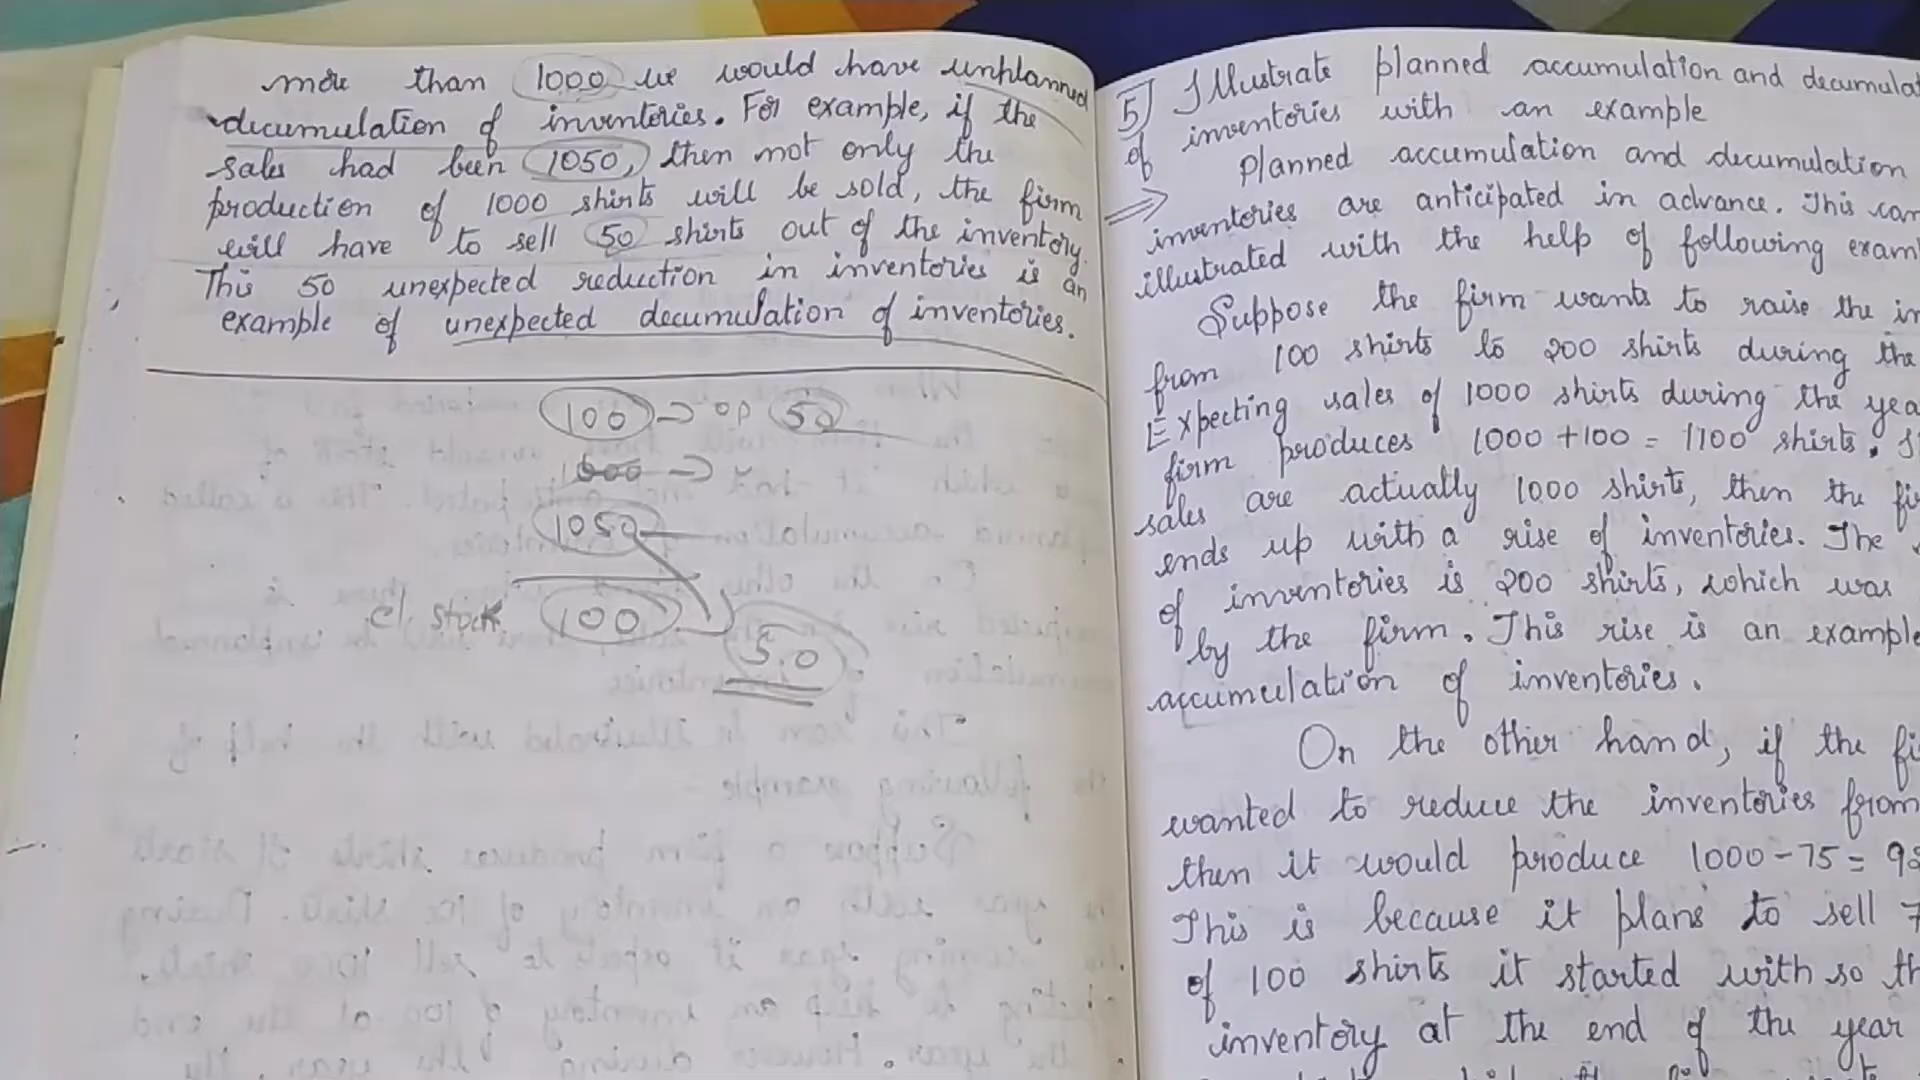 more than 1000 we would have unplanned
decumulation of inventories. For example, if the
sales had been 1050, then not only the
production of 1000 shirts will be sold, the firm
will have to sell 50 shirts out of the inventory.
This 50 unexpected reduction in inventories is an
example of unexpected decumulation of inventories.
100 → op 50
1000 →
1050
cl. stock 100
50
5] Illustrate planned accumulation and decumulat
of inventories with an example
⇒ Planned accumulation and decumulation
inventories are anticipated in advance. This can
illustrated with the help of following exam
Suppose the firm wants to raise the in
from 100 shirts to 200 shirts during the
Expecting sales of 1000 shirts during the yea
firm produces 1000 + 100 = 1100 shirts.
sales are actually 1000 shirts, then the fi
ends up with a rise of inventories. The
of inventories is 200 shirts, which was
by the firm. This rise is an example
accumulation of inventories.
On the other hand, if the fi
wanted to reduce the inventories from
then it would produce 1000 - 75 = 92
This is because it plans to sell 7
of 100 shirts it started with so th
inventory at the end of the year